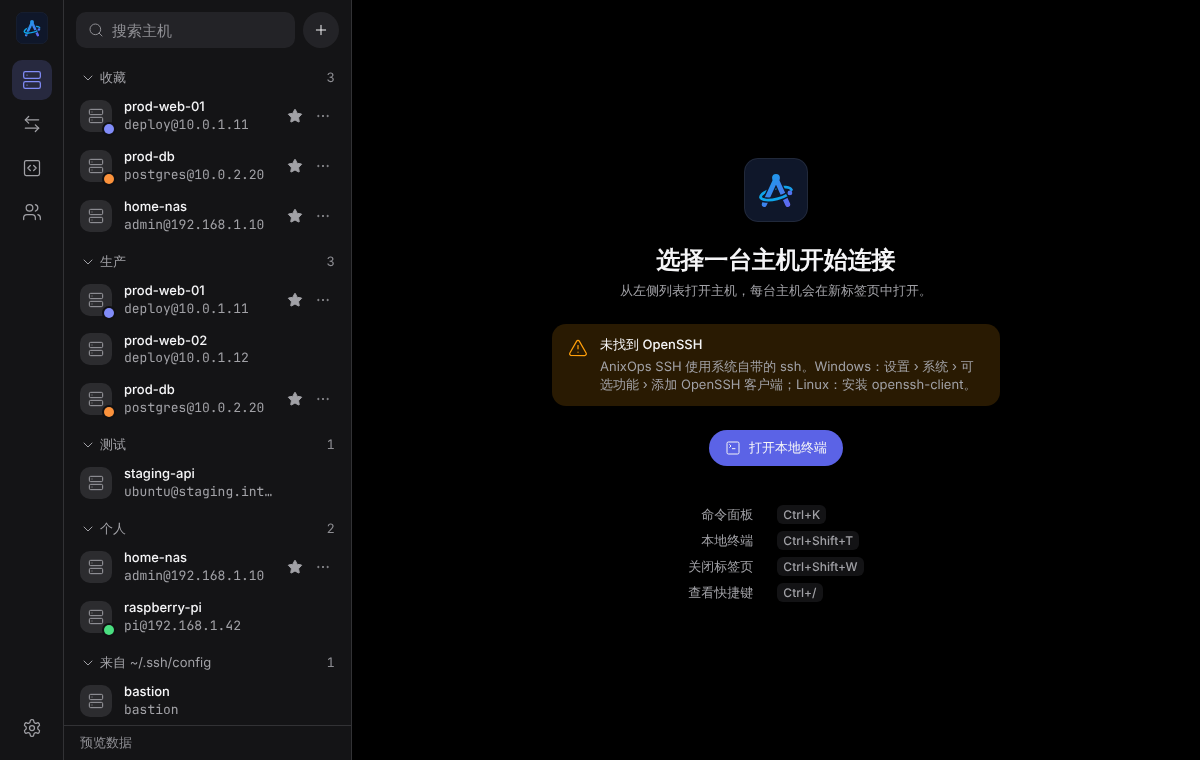 搜索主机
收藏 3
prod-web-01
deploy@10.0.1.11
prod-db
postgres@10.0.2.20
home-nas
admin@192.168.1.10
生产 3
prod-web-01
deploy@10.0.1.11
prod-web-02
deploy@10.0.1.12
prod-db
postgres@10.0.2.20
测试 1
staging-api
ubuntu@staging.int…
个人 2
home-nas
admin@192.168.1.10
raspberry-pi
pi@192.168.1.42
来自 ~/.ssh/config 1
bastion
bastion
预览数据
选择一台主机开始连接
从左侧列表打开主机，每台主机会在新标签页中打开。
未找到 OpenSSH
AnixOps SSH 使用系统自带的 ssh。Windows：设置 › 系统 › 可
选功能 › 添加 OpenSSH 客户端；Linux：安装 openssh-client。
打开本地终端
命令面板 Ctrl+K
本地终端 Ctrl+Shift+T
关闭标签页 Ctrl+Shift+W
查看快捷键 Ctrl+/